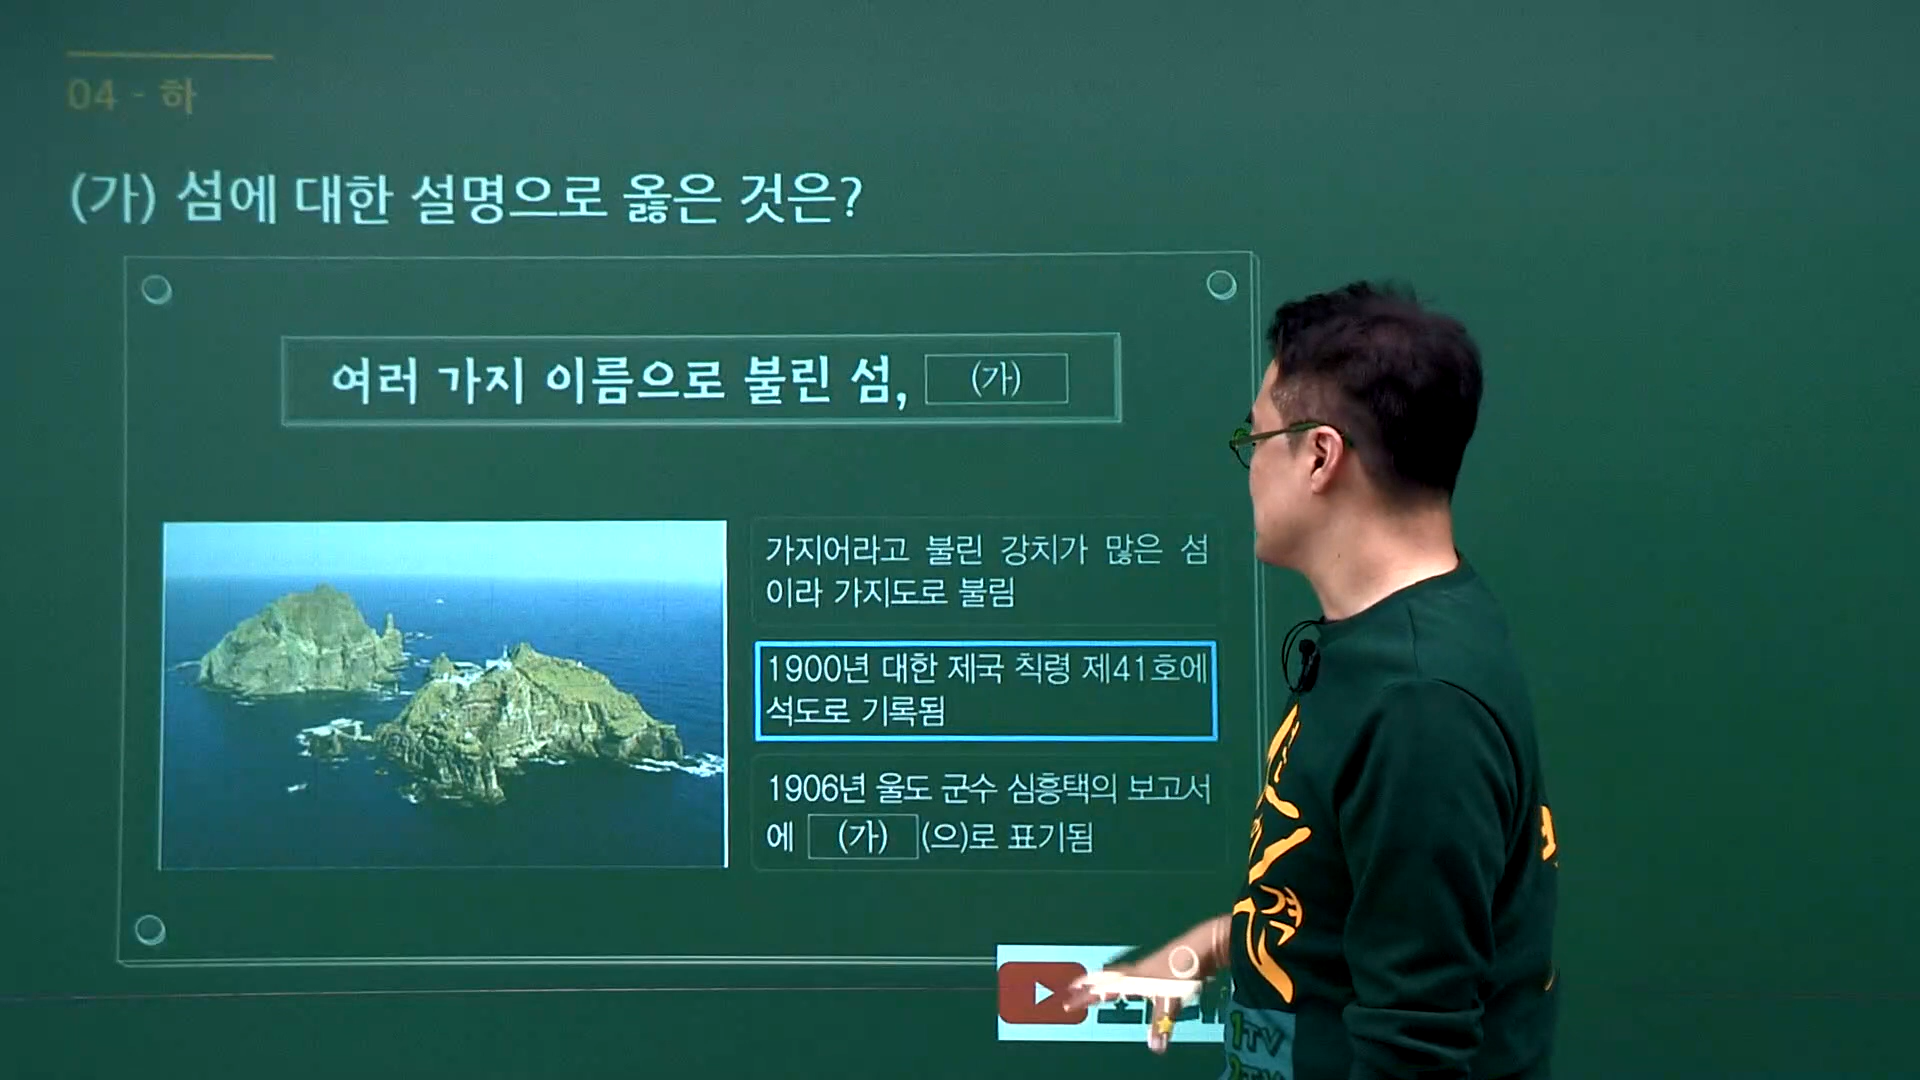 04 - 하
(가) 섬에 대한 설명으로 옳은 것은?
여러 가지 이름으로 불린 섬, (가)
가지어라고 불린 강치가 많은 섬
이라 가지도로 불림
1900년 대한 제국 칙령 제41호에
석도로 기록됨
1906년 울도 군수 심흥택의 보고서
에 (가) (으)로 표기됨
1TV